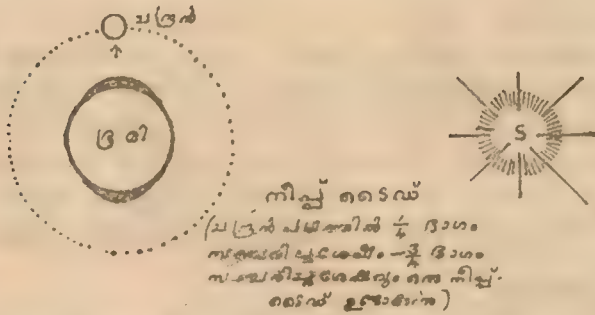 ചന്ദ്രൻ
ഭൂമി
S
നീപ്പ് ടൈഡ്
(ചന്ദ്രൻ പഥത്തിൽ ¼ ഭാഗം
സഞ്ചരിച്ചശേഷം - ¾ ഭാഗം
സഞ്ചരിച്ചശേഷവും ഒരു നീപ്പ്
ടൈഡ് ഉണ്ടാകുന്നു)